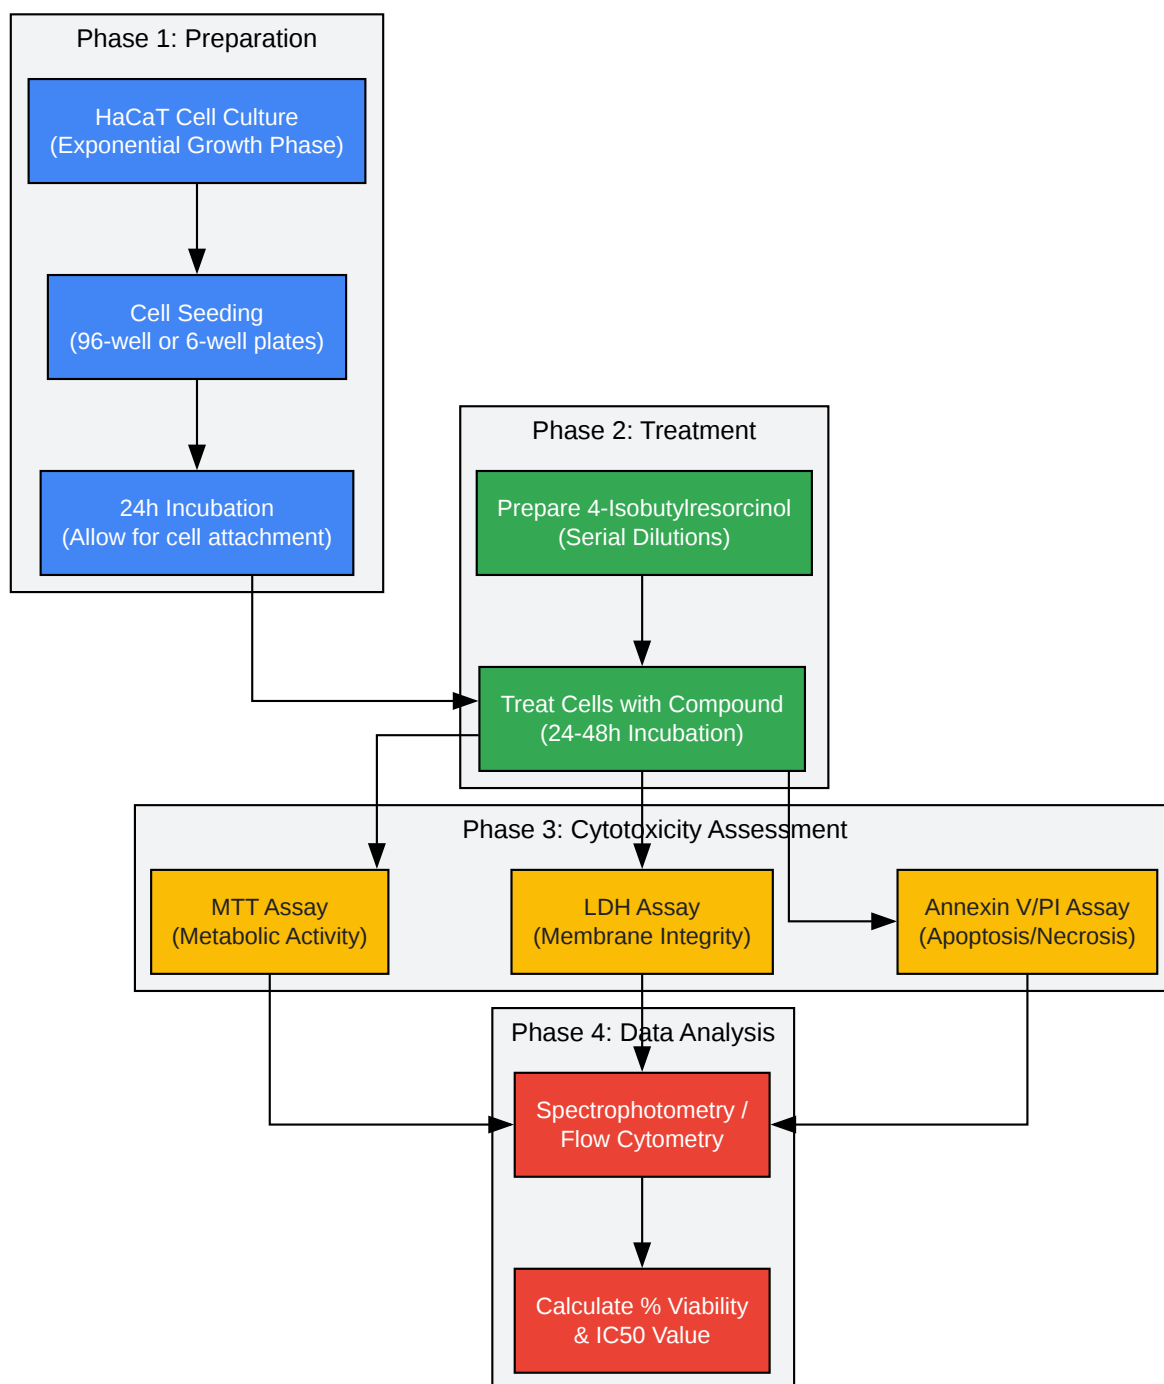 Phase 1: Preparation
HaCaT Cell Culture
(Exponential Growth Phase)
Cell Seeding
(96-well or 6-well plates)
24h Incubation
(Allow for cell attachment)
Phase 2: Treatment
Prepare 4-Isobutylresorcinol
(Serial Dilutions)
Treat Cells with Compound
(24-48h Incubation)
Phase 3: Cytotoxicity Assessment
MTT Assay
(Metabolic Activity)
LDH Assay
(Membrane Integrity)
Annexin V/PI Assay
(Apoptosis/Necrosis)
Phase 4: Data Analysis
Spectrophotometry /
Flow Cytometry
Calculate % Viability
& IC50 Value